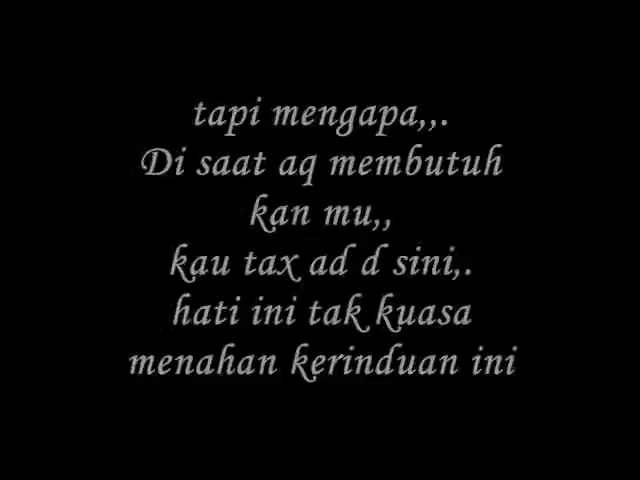 tapi mengapa,,.
Di saat aq membutuh
kan mu,,
kau tax ad d sini,.
hati ini tak kuasa
menahan kerinduan ini